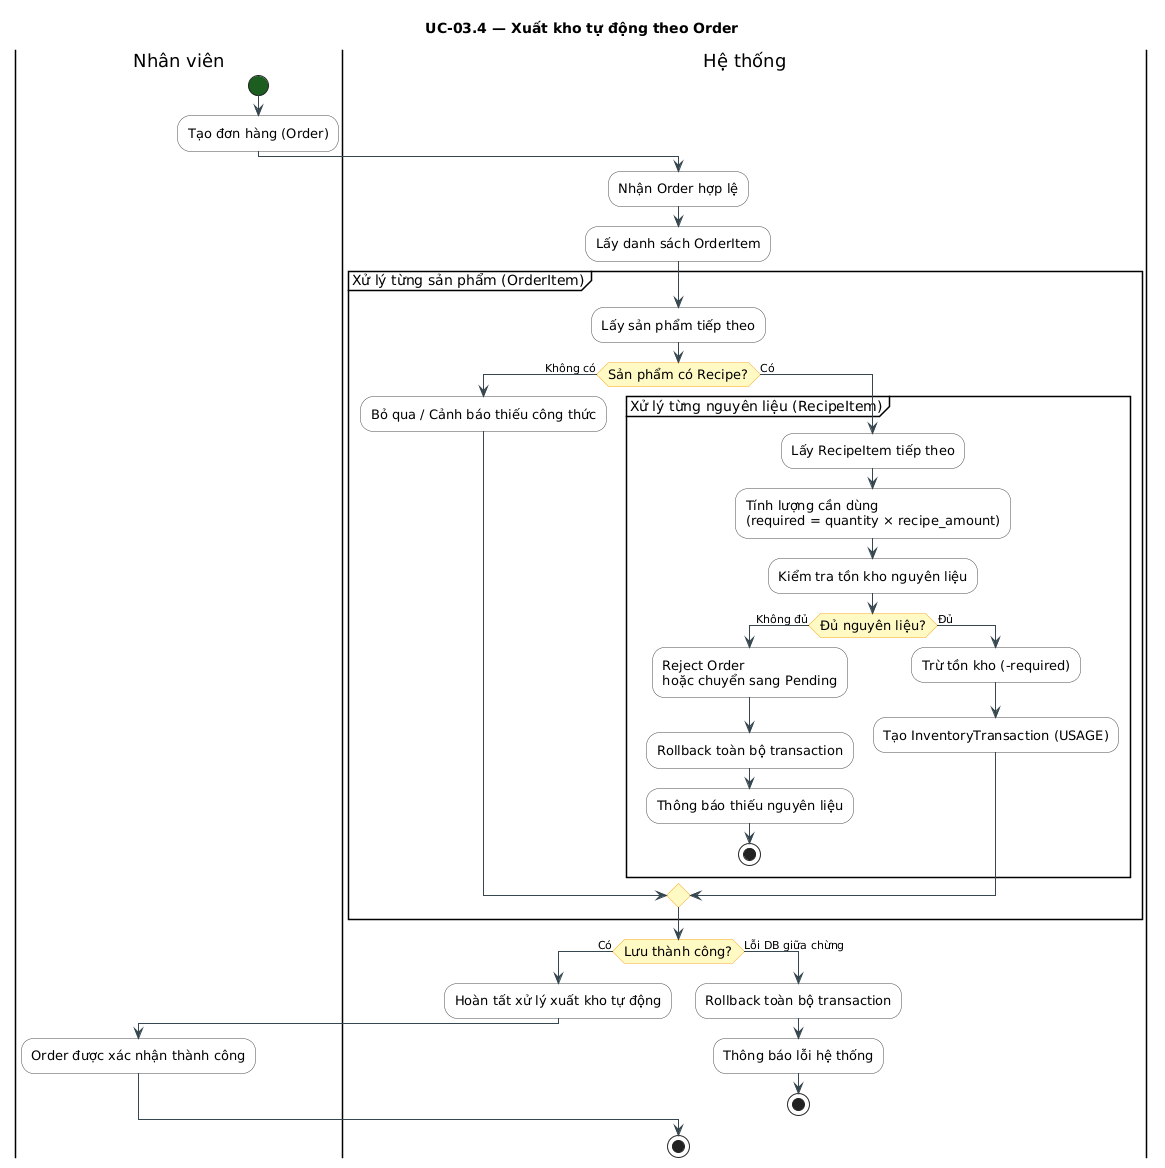 UC-03.4 — Xuất kho tự động theo Order
Nhân viên
Hệ thống
Tạo đơn hàng (Order)
Nhận Order hợp lệ
Lấy danh sách OrderItem
Xử lý từng sản phẩm (OrderItem)
Lấy sản phẩm tiếp theo
Không có
Sản phẩm có Recipe?
Có
Bỏ qua / Cảnh báo thiếu công thức
Xử lý từng nguyên liệu (RecipeItem)
Lấy RecipeItem tiếp theo
Tính lượng cần dùng
(required = quantity × recipe_amount)
Kiểm tra tồn kho nguyên liệu
Không đủ
Đủ nguyên liệu?
Đủ
Reject Order
hoặc chuyển sang Pending
Trừ tồn kho (-required)
Rollback toàn bộ transaction
Tạo InventoryTransaction (USAGE)
Thông báo thiếu nguyên liệu
Có
Lưu thành công?
Lỗi DB giữa chừng
Hoàn tất xử lý xuất kho tự động
Rollback toàn bộ transaction
Order được xác nhận thành công
Thông báo lỗi hệ thống